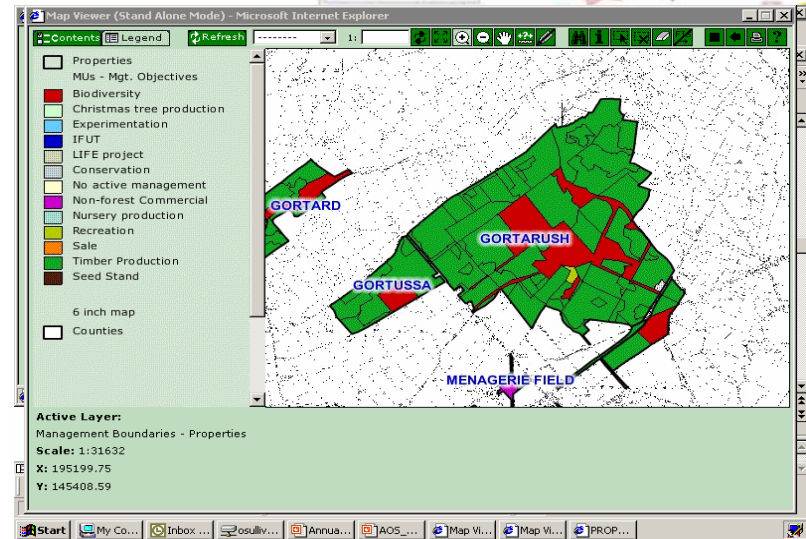 Map Viewer (Stand Alone Mode) - Microsoft Internet Explorer
Contents Legend Refresh -------- 1:
Properties
MUs - Mgt. Objectives
Biodiversity
Christmas tree production
Experimentation
IFUT
LIFE project
Conservation
No active management
Non-forest Commercial
Nursery production
Recreation
Sale
Timber Production
Seed Stand
6 inch map
Counties
GORTARD
GORTARUSH
GORTUSSA
MENAGERIE FIELD
Active Layer:
Management Boundaries - Properties
Scale: 1:31632
X: 195199.75
Y: 145408.59
Start My Co... Inbox ... osulliv... Annua... AOS_... Map Vi... Map Vi... PROP...